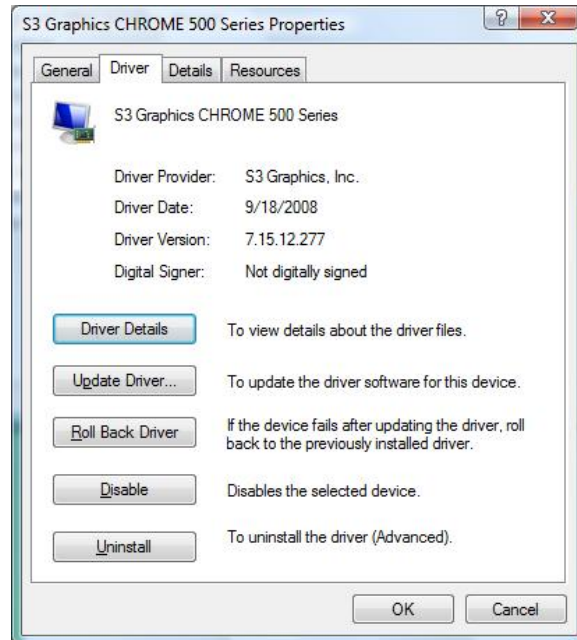 S3 Graphics CHROME 500 Series Properties
General Driver Details Resources
S3 Graphics CHROME 500 Series
Driver Provider: S3 Graphics, Inc.
Driver Date: 9/18/2008
Driver Version: 7.15.12.277
Digital Signer: Not digitally signed
Driver Details To view details about the driver files.
Update Driver... To update the driver software for this device.
Roll Back Driver If the device fails after updating the driver, roll
back to the previously installed driver.
Disable Disables the selected device.
Uninstall To uninstall the driver (Advanced).
OK Cancel